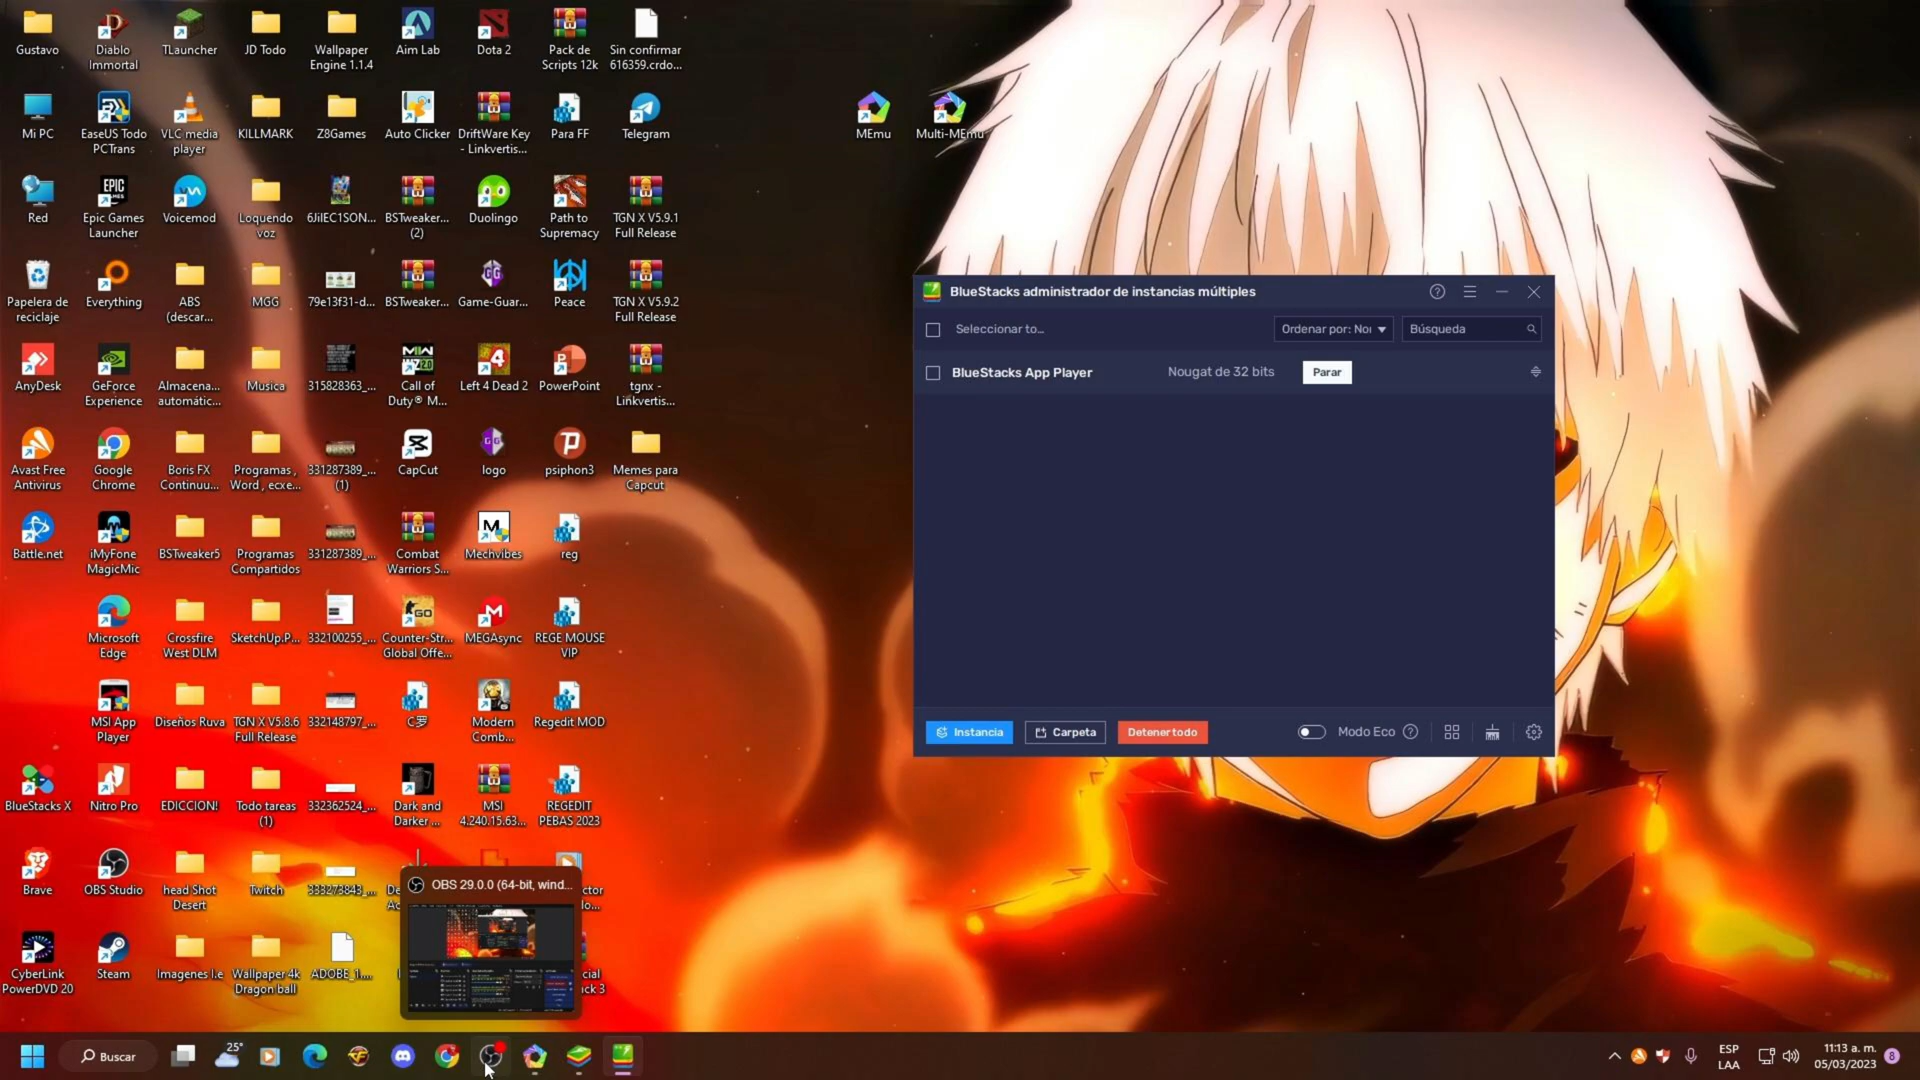 Gustavo
Diablo
Immortal
TLauncher
JD Todo
Wallpaper
Engine 1.1.4
Aim Lab
Dota 2
Pack de
Scripts 12k
Sin confirmar
616359.crdo...
Mi PC
EaseUS Todo
PCTrans
VLC media
player
KILLMARK
Z8Games
Auto Clicker
DriftWare Key
- Linkvertis...
Para FF
Telegram
MEmu
Multi-MEmu
Red
Epic Games
Launcher
Voicemod
Loquendo
voz
6JilEC1SON...
BSTweaker...
(2)
Duolingo
Path to
Supremacy
TGN X V5.9.1
Full Release
Papelera de
reciclaje
Everything
ABS
(descar...
MGG
79e13f31-d...
BSTweaker...
Game-Guar...
Peace
TGN X V5.9.2
Full Release
AnyDesk
GeForce
Experience
Almacena...
automátic...
Musica
315828363_...
Call of
Duty® M...
Left 4 Dead 2
PowerPoint
tgnx -
Linkvertis...
Avast Free
Antivirus
Google
Chrome
Boris FX
Continuu...
Programas ,
Word , ecxe...
331287389_...
(1)
CapCut
logo
psiphon3
Memes para
Capcut
Battle.net
iMyFone
MagicMic
BSTweaker5
Programas
Compartidos
331287389_...
Combat
Warriors S...
Mechvibes
reg
Microsoft
Edge
Crossfire
West DLM
SketchUp.P...
332100255_...
Counter-Str...
Global Offe...
MEGAsync
REGE MOUSE
VIP
MSI App
Player
Diseños Ruva
TGN X V5.8.6
Full Release
332148797_...
C罗
Modern
Comb...
Regedit MOD
BlueStacks X
Nitro Pro
EDICCION!
Todo tareas
(1)
332362524_...
Dark and
Darker ...
MSI
4.240.15.63...
REGEDIT
PEBAS 2023
Brave
OBS Studio
head Shot
Desert
Twitch
333273843_...
CyberLink
PowerDVD 20
Steam
Imagenes I.e
Wallpaper 4k
Dragon ball
ADOBE_1....
OBS 29.0.0 (64-bit, wind...
BlueStacks administrador de instancias múltiples
Seleccionar to...
Ordenar por: Noi
Búsqueda
BlueStacks App Player
Nougat de 32 bits
Parar
Instancia
Carpeta
Detener todo
Modo Eco
Buscar
25°
ESP
LAA
11:13 a. m.
05/03/2023
8